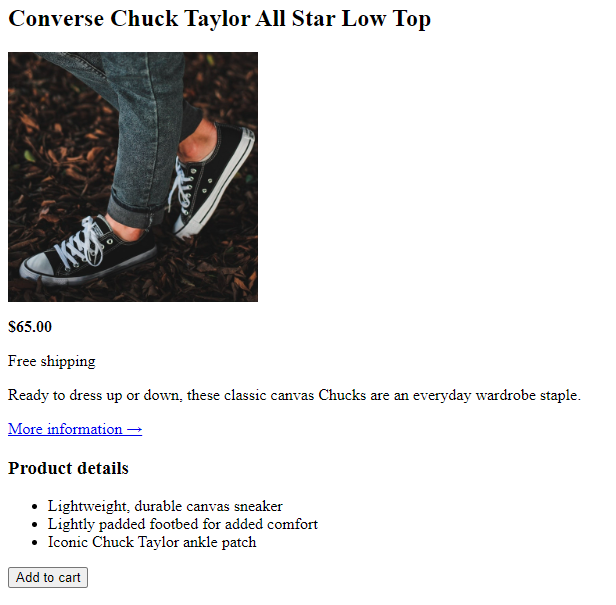 Converse Chuck Taylor All Star Low Top
$65.00
Free shipping
Ready to dress up or down, these classic canvas Chucks are an everyday wardrobe staple.
More information →
Product details
• Lightweight, durable canvas sneaker
• Lightly padded footbed for added comfort
• Iconic Chuck Taylor ankle patch
Add to cart